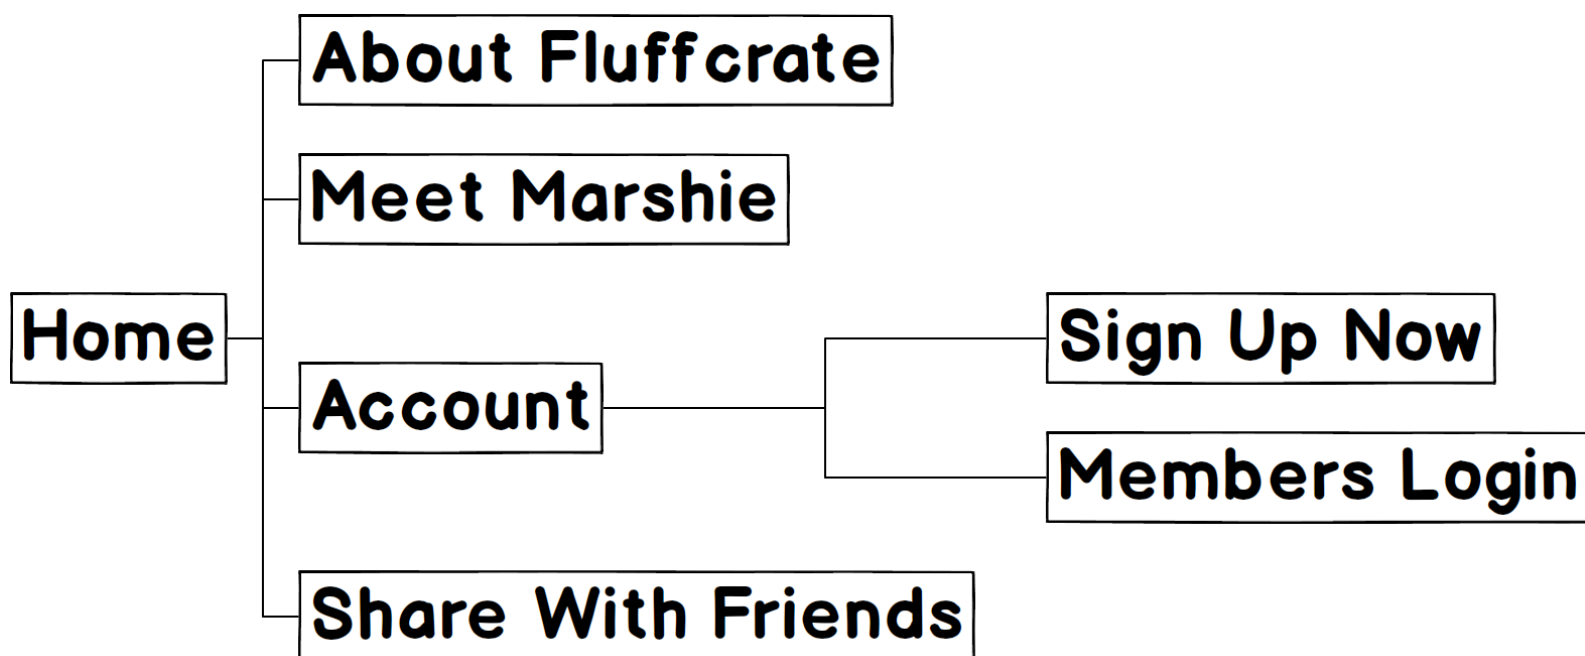 About Fluffcrate
Meet Marshie
Home
Account
Sign Up Now
Members Login
Share With Friends